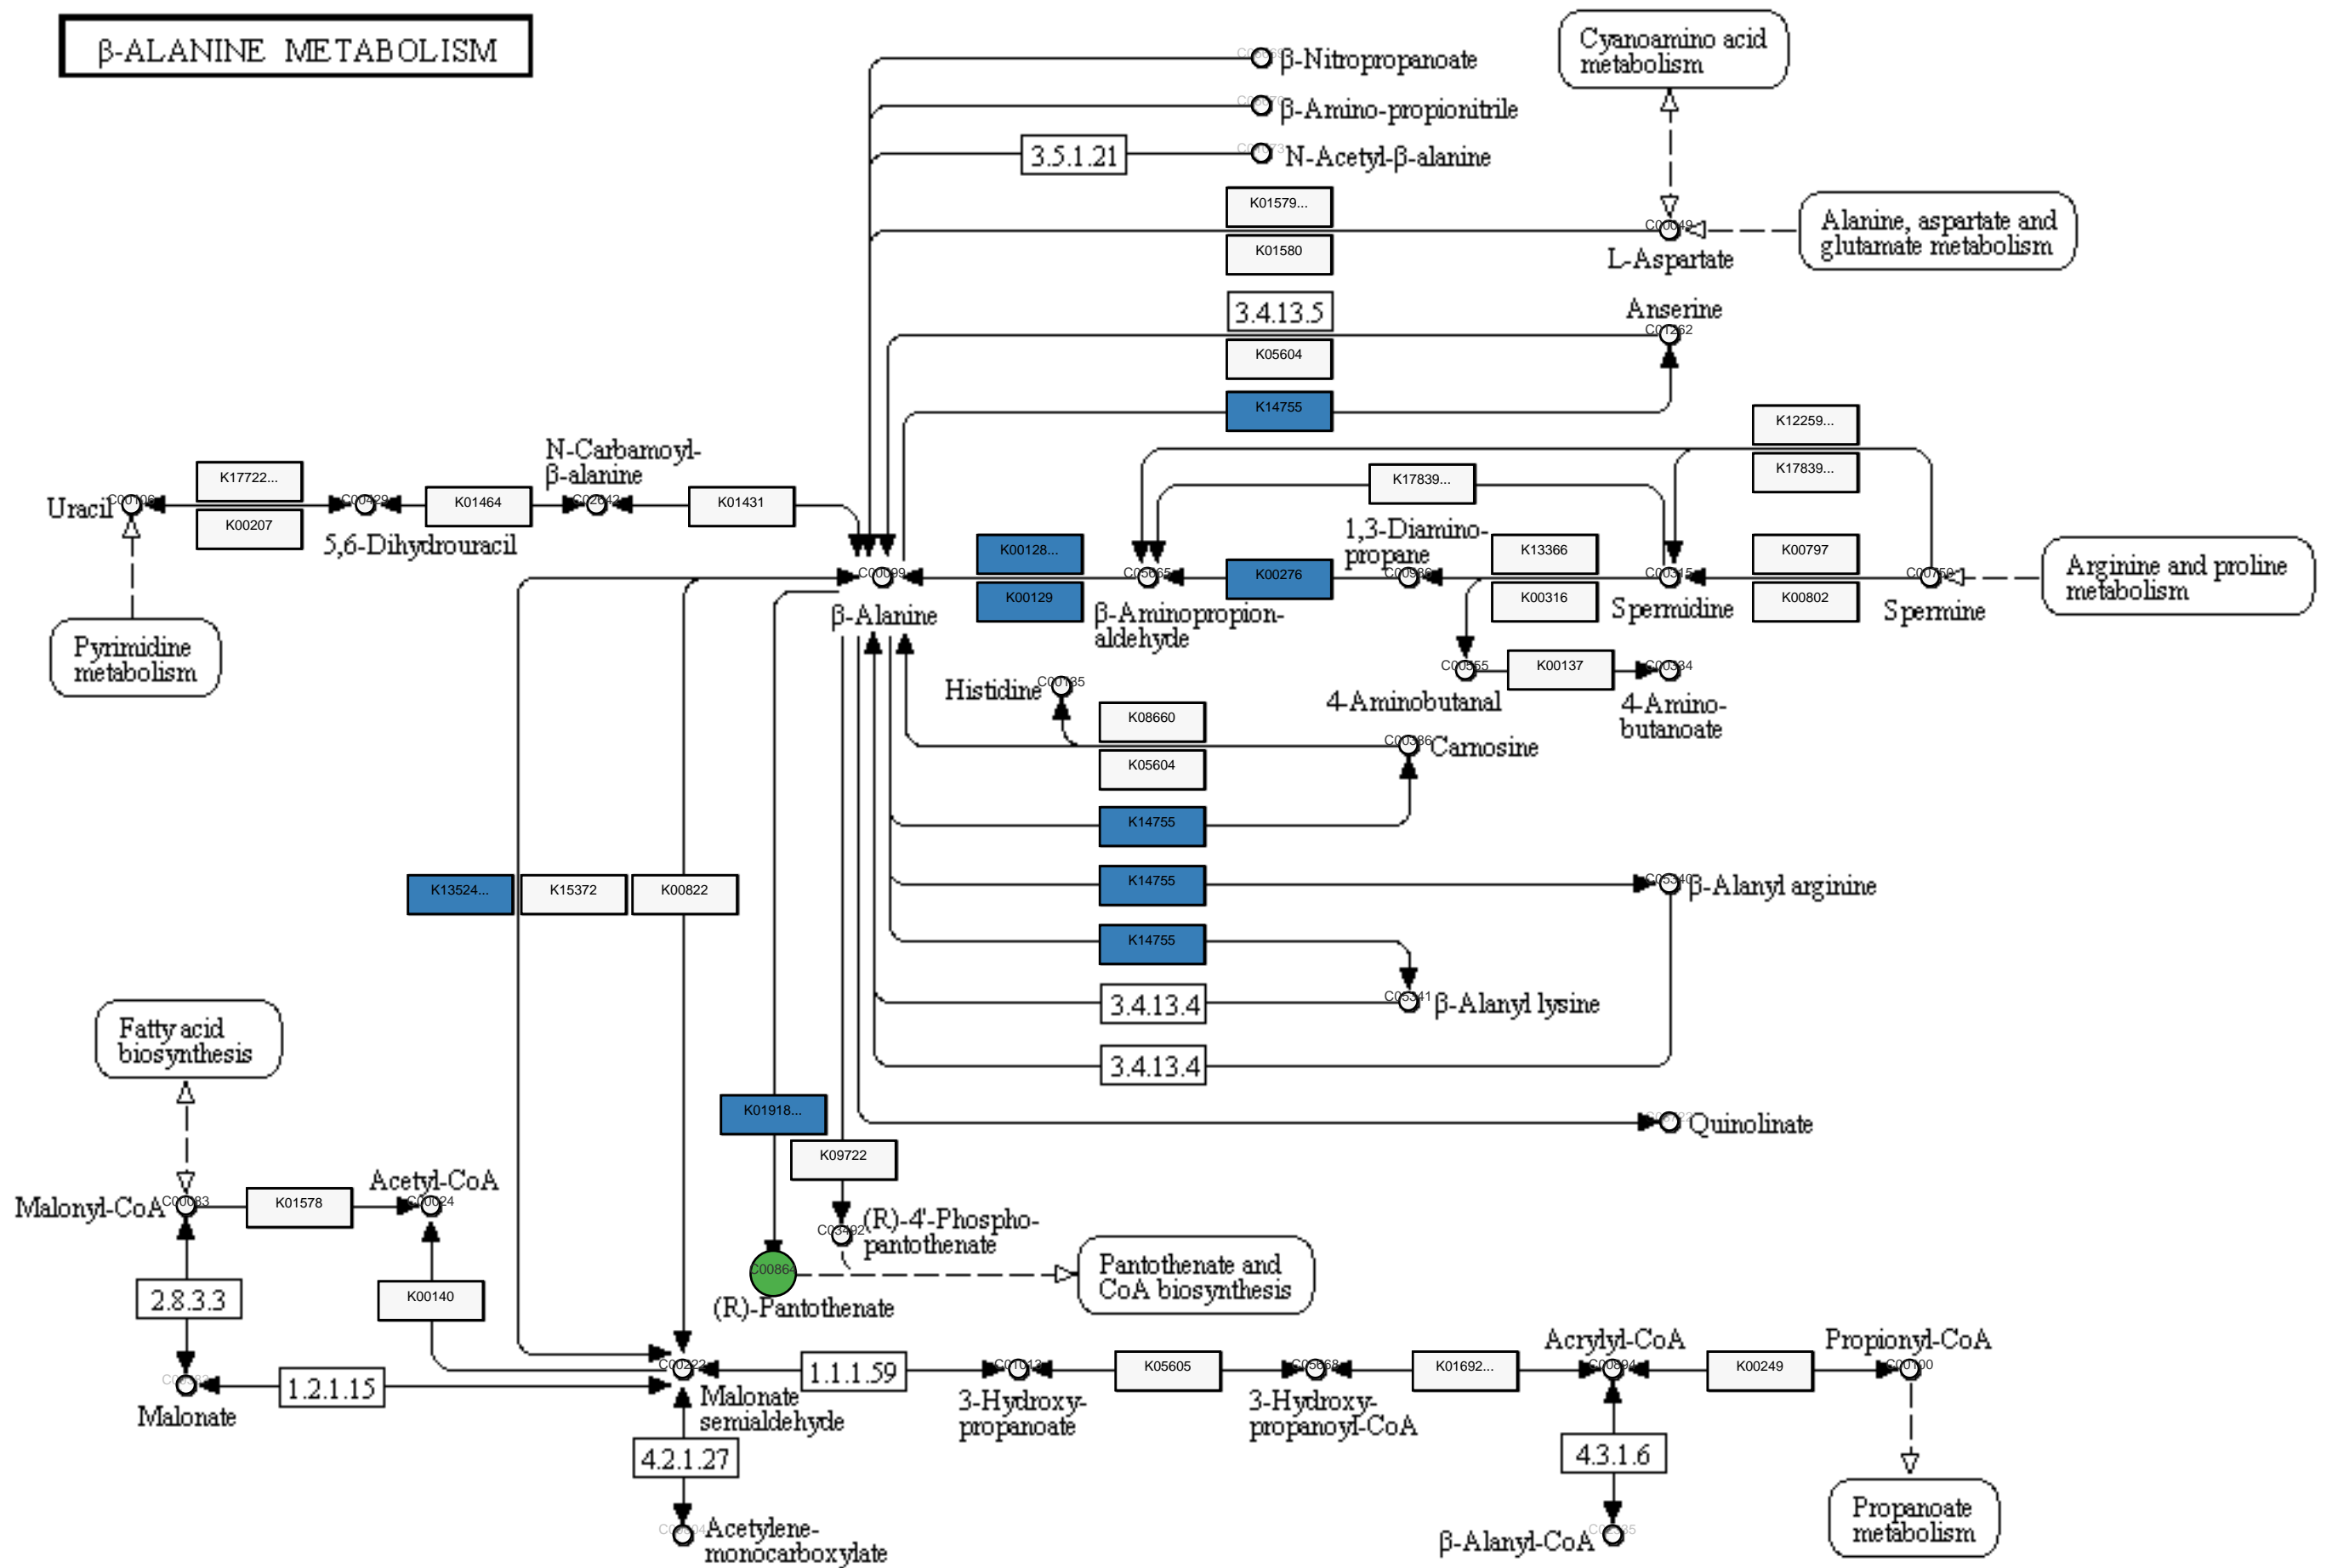 β-ALANINE METABOLISM
β-Nitropropanoate
Cyanoamino acid
metabolism
β-Amino-propionitrile
3.5.1.21
N-Acetyl-β-alanine
K01579...
C00049
Alanine, aspartate and
glutamate metabolism
K01580
L-Aspartate
3.4.13.5
Anserine
C01262
K05604
K14755
K12259...
N-Carbamoyl-
β-alanine
K17722...
K17839...
K17839...
Uracil
C00106
C00429
K01464
C02642
K01431
K00207
5,6-Dihydrouracil
1,3-Diamino-
propane
K00128...
K13366
K00797
C00099
C05665
K00276
C00986
C00315
C00750
Arginine and proline
metabolism
K00129
K00316
K00802
β-Alanine
β-Aminopropion-
aldehyde
Spermidine
Spermine
Pyrimidine
metabolism
C00555
K00137
C00334
Histidine
C00135
4-Aminobutanal
4-Amino-
butanoate
K08660
C00386
Carnosine
K05604
K14755
K13524...
K15372
K00822
K14755
C05340
β-Alanyl arginine
K14755
C05341
3.4.13.4
β-Alanyl lysine
Fatty acid
biosynthesis
3.4.13.4
K01918...
Quinolinate
K09722
Acetyl-CoA
Malonyl-CoA
C00083
K01578
C00024
C03492
(R)-4'-Phospho-
pantothenate
C00864
Pantothenate and
CoA biosynthesis
2.8.3.3
K00140
(R)-Pantothenate
Acrylyl-CoA
Propionyl-CoA
C00222
1.1.1.59
C01013
K05605
C05668
K01692...
C00894
K00249
C00100
1.2.1.15
Malonate
Malonate
semialdehyde
3-Hydroxy-
propanoate
3-Hydroxy-
propanoyl-CoA
4.2.1.27
4.3.1.6
Acetylene-
monocarboxylate
β-Alanyl-CoA
Propanoate
metabolism